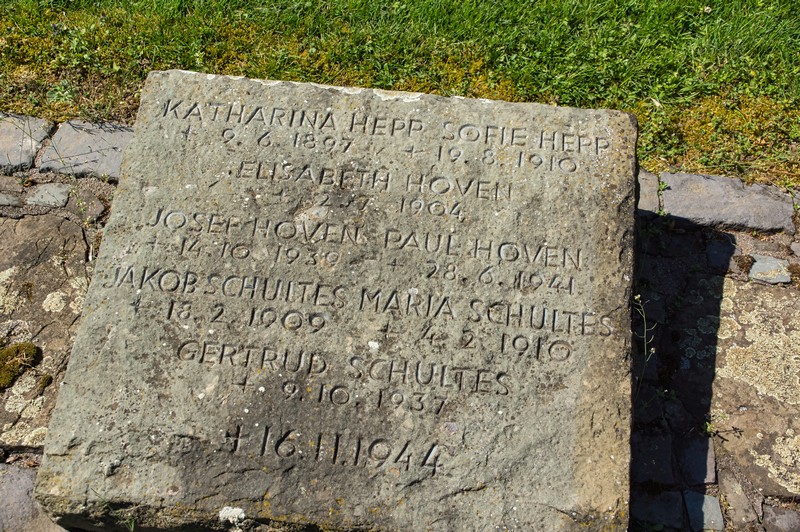 KATHARINA HEPP SOFIE HEPP
* 9. 6. 1897 * 19. 8. 1910
ELISABETH HOVEN
* 2. 7. 1904
JOSEF HOVEN PAUL HOVEN
* 14. 10. 1939 * 28. 6. 1941
JAKOB SCHULTES MARIA SCHULTES
* 18. 2. 1909 * 4. 2. 1910
GERTRUD SCHULTES
* 9. 10. 1937
† 16. 11. 1944